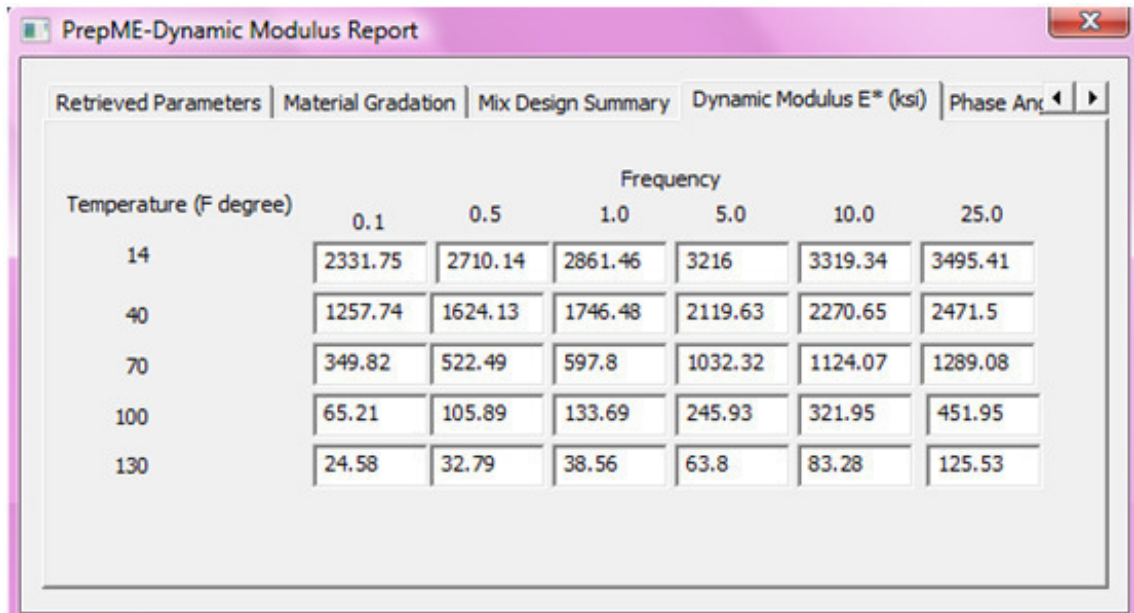 PrepME-Dynamic Modulus Report
Retrieved Parameters Material Gradation Mix Design Summary Dynamic Modulus E* (ksi) Phase Ang
Frequency
Temperature (F degree) 0.1 0.5 1.0 5.0 10.0 25.0
14 2331.75 2710.14 2861.46 3216 3319.34 3495.41
40 1257.74 1624.13 1746.48 2119.63 2270.65 2471.5
70 349.82 522.49 597.8 1032.32 1124.07 1289.08
100 65.21 105.89 133.69 245.93 321.95 451.95
130 24.58 32.79 38.56 63.8 83.28 125.53